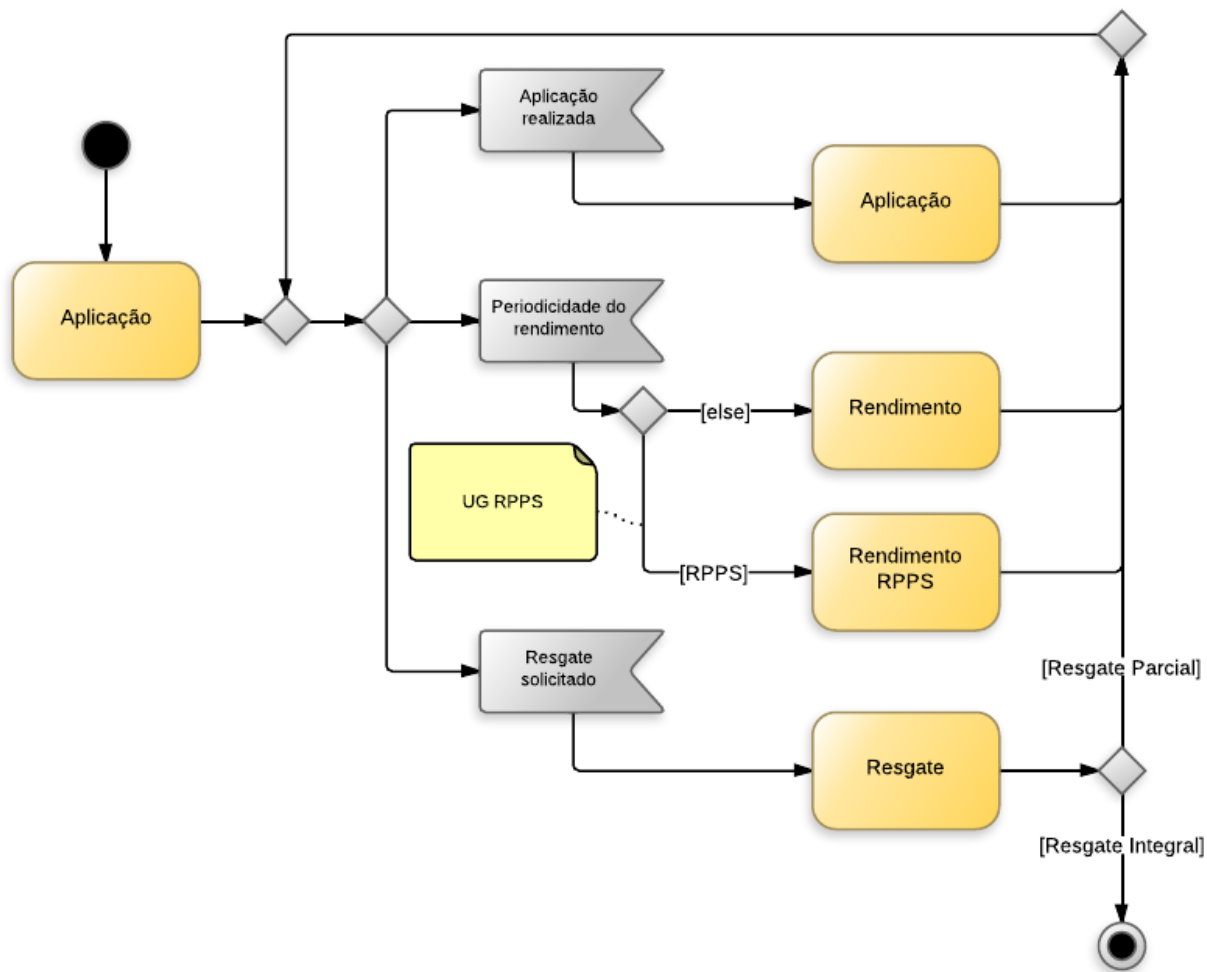 Aplicação
realizada
Aplicação
Aplicação
Periodicidade do
rendimento
[else]
Rendimento
UG RPPS
[RPPS]
Rendimento
RPPS
Resgate
solicitado
[Resgate Parcial]
Resgate
[Resgate Integral]